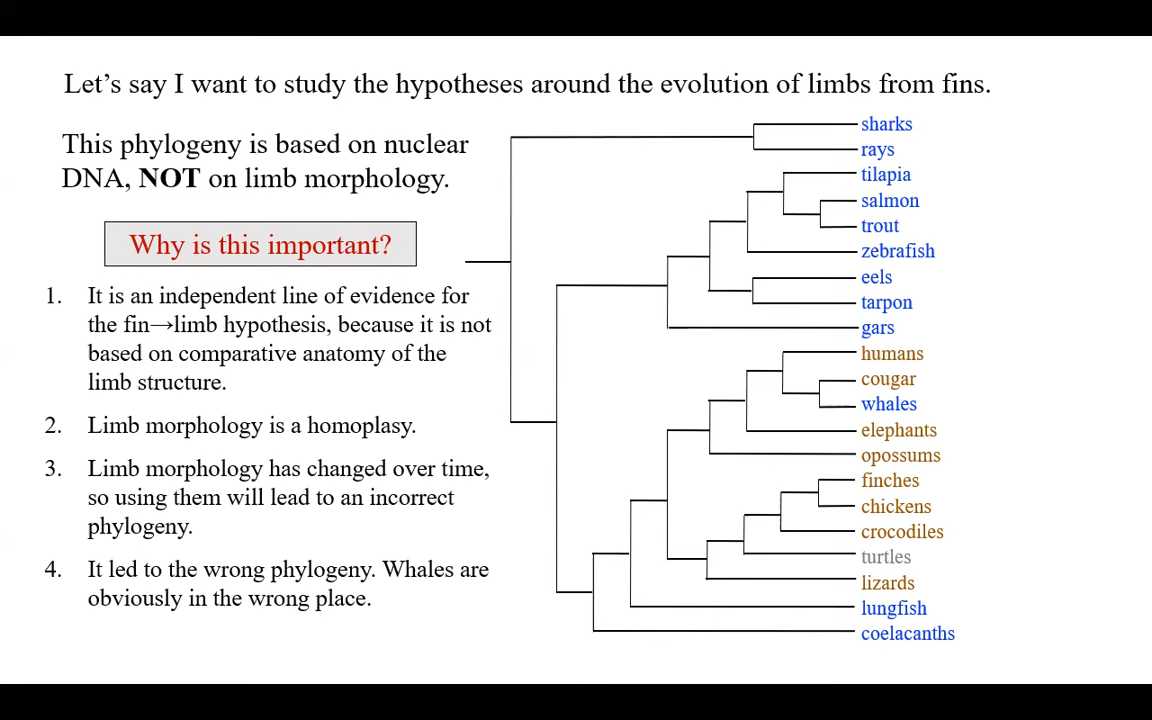 Let’s say I want to study the hypotheses around the evolution of limbs from fins.
This phylogeny is based on nuclear
DNA, NOT on limb morphology.
Why is this important?
1. It is an independent line of evidence for
the fin→limb hypothesis, because it is not
based on comparative anatomy of the
limb structure.
2. Limb morphology is a homoplasy.
3. Limb morphology has changed over time,
so using them will lead to an incorrect
phylogeny.
4. It led to the wrong phylogeny. Whales are
obviously in the wrong place.
sharks
rays
tilapia
salmon
trout
zebrafish
eels
tarpon
gars
humans
cougar
whales
elephants
opossums
finches
chickens
crocodiles
turtles
lizards
lungfish
coelacanths